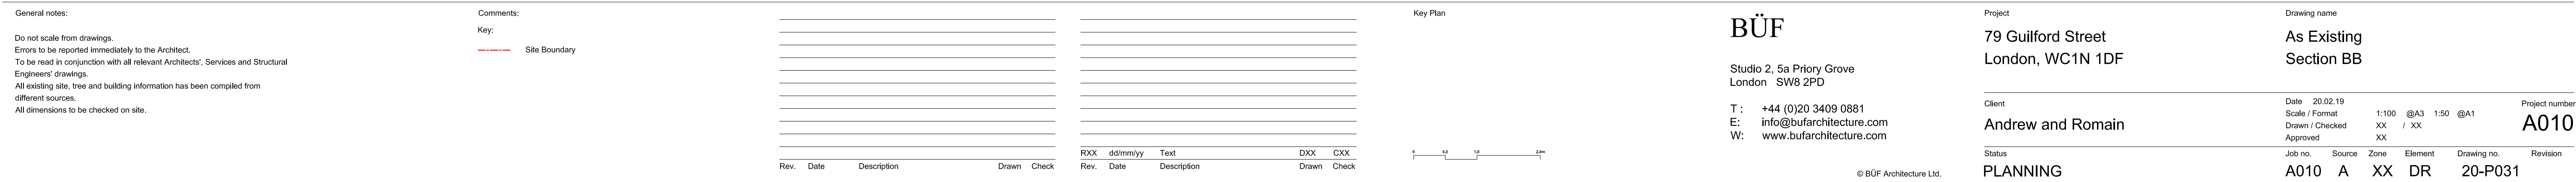 General notes:
Do not scale from drawings.
Errors to be reported immediately to the Architect.
To be read in conjunction with all relevant Architects', Services and Structural
Engineers' drawings.
All existing site, tree and building information has been compiled from
different sources.
All dimensions to be checked on site.
Comments:
Key:
Site Boundary
Rev. Date Description Drawn Check
RXX dd/mm/yy Text DXX CXX
Rev. Date Description Drawn Check
Key Plan
0 0,5 1,0 2,0m
BÜF
Studio 2, 5a Priory Grove
London SW8 2PD
T : +44 (0)20 3409 0881
E: info@bufarchitecture.com
W: www.bufarchitecture.com
© BÜF Architecture Ltd.
Project
79 Guilford Street
London, WC1N 1DF
Client
Andrew and Romain
Status
PLANNING
Drawing name
As Existing
Section BB
Date 20.02.19
Scale / Format 1:100 @A3 1:50 @A1
Drawn / Checked XX / XX
Approved XX
Project number
A010
Job no. Source Zone Element Drawing no. Revision
A010 A XX DR 20-P031